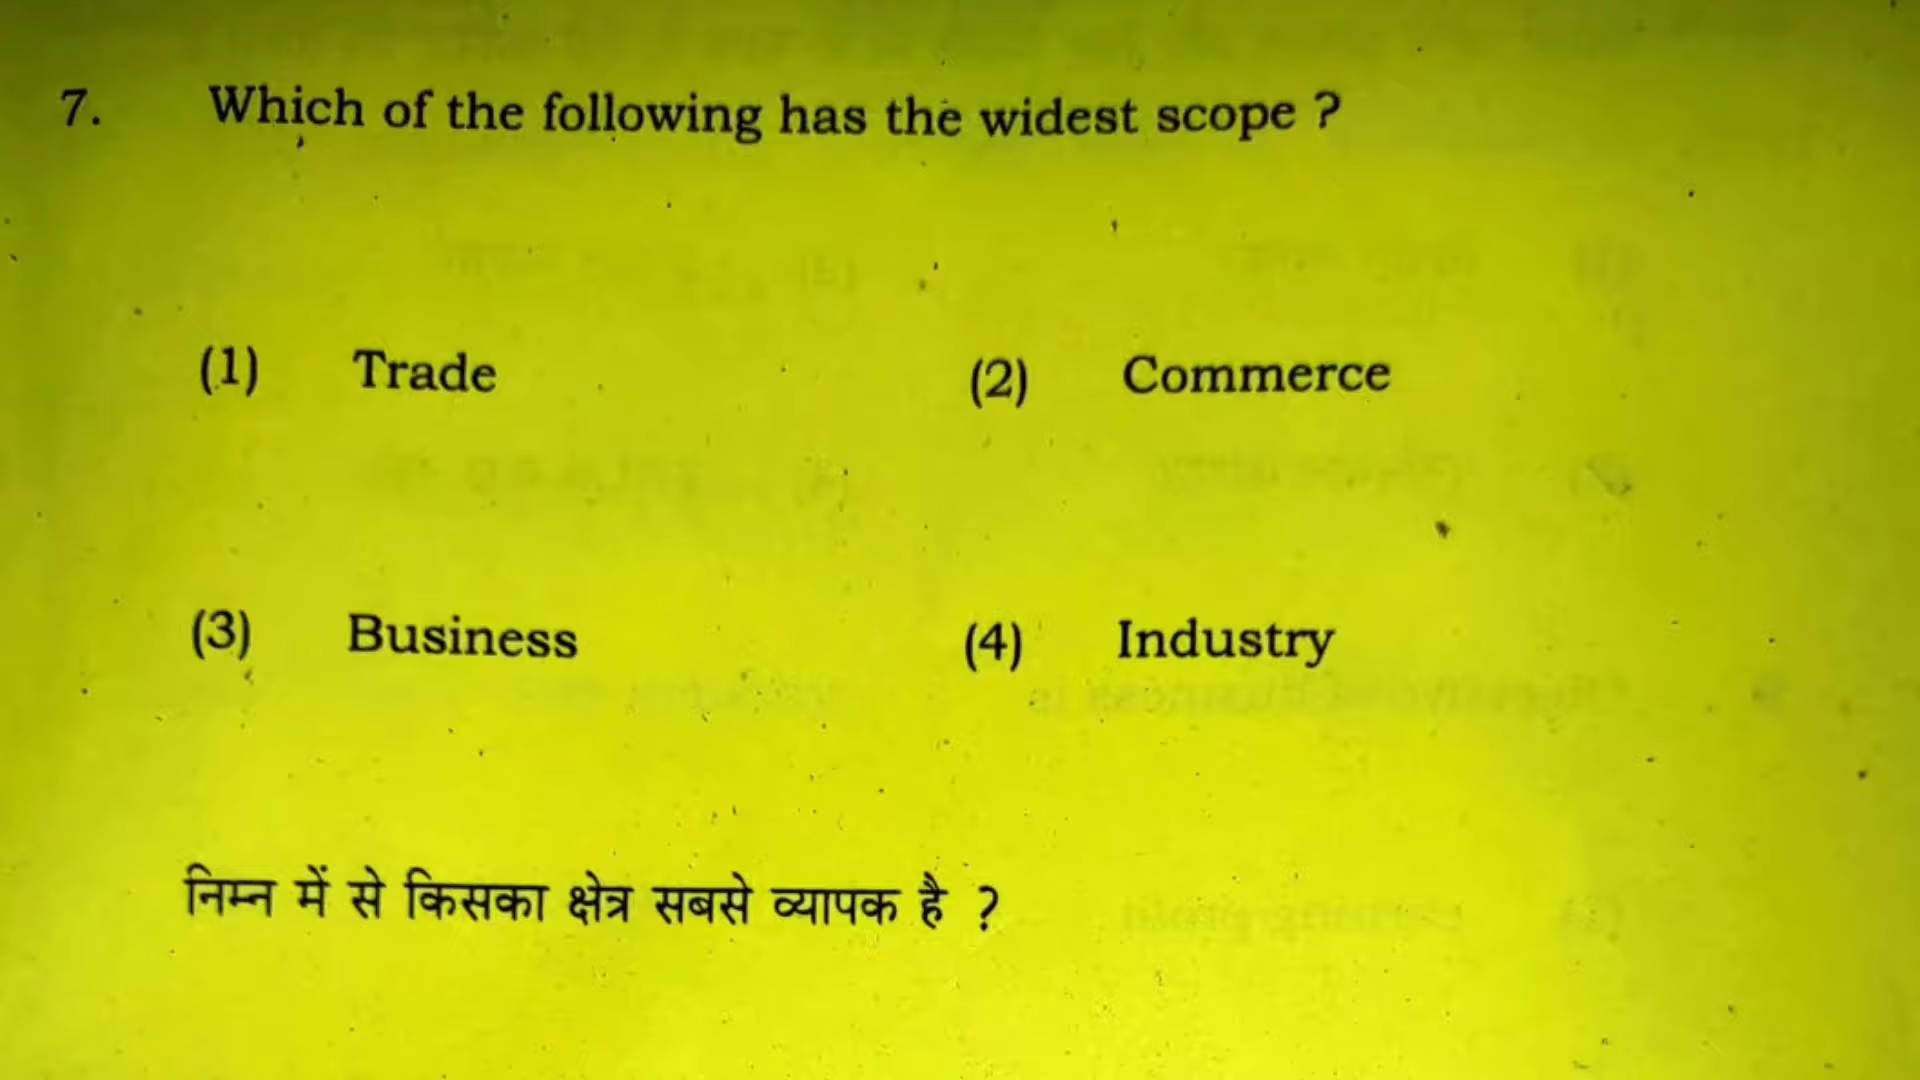 7. Which of the following has the widest scope ?
(1) Trade (2) Commerce
(3) Business (4) Industry
निम्न में से किसका क्षेत्र सबसे व्यापक है ?